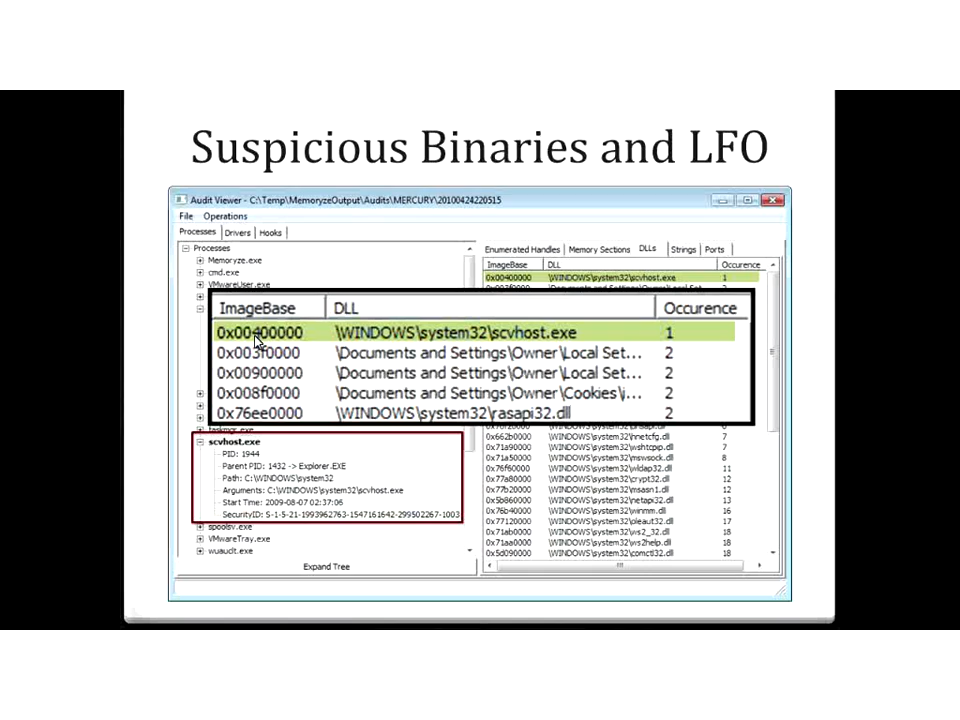 Suspicious Binaries and LFO
Audit Viewer - C:\Temp\MemoryzeOutput\Audits\MERCURY\20100424220515
File Operations
Processes Drivers Hooks
Enumerated Handles Memory Sections DLLs Strings Ports
Processes
Memoryze.exe
cmd.exe
VMwareUser.exe
ImageBase DLL Occurence
0x00400000 \WINDOWS\system32\scvhost.exe 1
ImageBase DLL Occurence
0x00400000 \WINDOWS\system32\scvhost.exe 1
0x003f0000 \Documents and Settings\Owner\Local Set... 2
0x00900000 \Documents and Settings\Owner\Local Set... 2
0x008f0000 \Documents and Settings\Owner\Cookies\i... 2
0x76ee0000 \WINDOWS\system32\rasapi32.dll 2
taskmgr.exe
scvhost.exe
PID: 1944
Parent PID: 1432 -> Explorer.EXE
Path: C:\WINDOWS\system32
Arguments: C:\WINDOWS\system32\scvhost.exe
Start Time: 2009-08-07 02:37:06
SecurityID: S-1-5-21-1993962763-1547161642-299502267-1003
spoolsv.exe
VMwareTray.exe
wuauclt.exe
Expand Tree
0x662b0000 \WINDOWS\system32\hnetcfg.dll 7
0x71a90000 \WINDOWS\system32\wshtcpip.dll 7
0x71a50000 \WINDOWS\system32\mswsock.dll 8
0x76f60000 \WINDOWS\system32\wldap32.dll 11
0x77a80000 \WINDOWS\system32\crypt32.dll 12
0x77b20000 \WINDOWS\system32\msasn1.dll 12
0x5b860000 \WINDOWS\system32\netapi32.dll 13
0x76b40000 \WINDOWS\system32\winmm.dll 16
0x77120000 \WINDOWS\system32\oleaut32.dll 17
0x71ab0000 \WINDOWS\system32\ws2_32.dll 18
0x71aa0000 \WINDOWS\system32\ws2help.dll 18
0x5d090000 \WINDOWS\system32\comctl32.dll 18